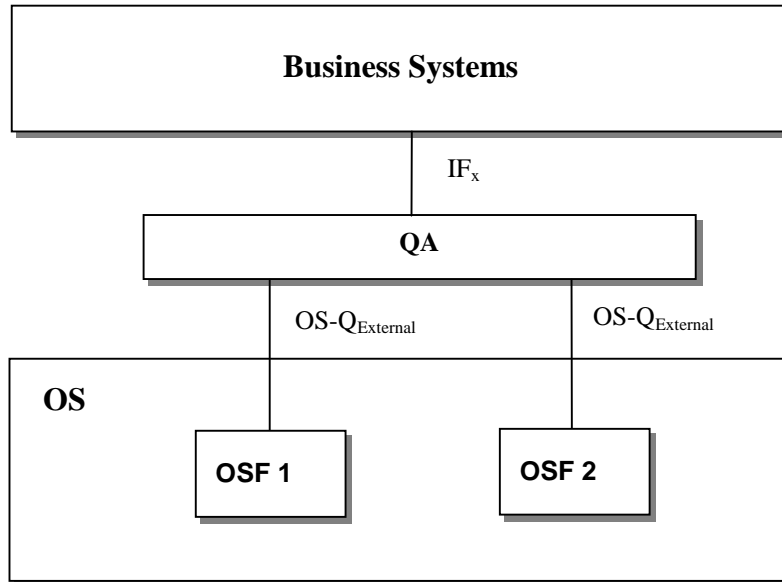 Business Systems
IFx
QA
OS-QExternal
OS-QExternal
OS
OSF 1
OSF 2